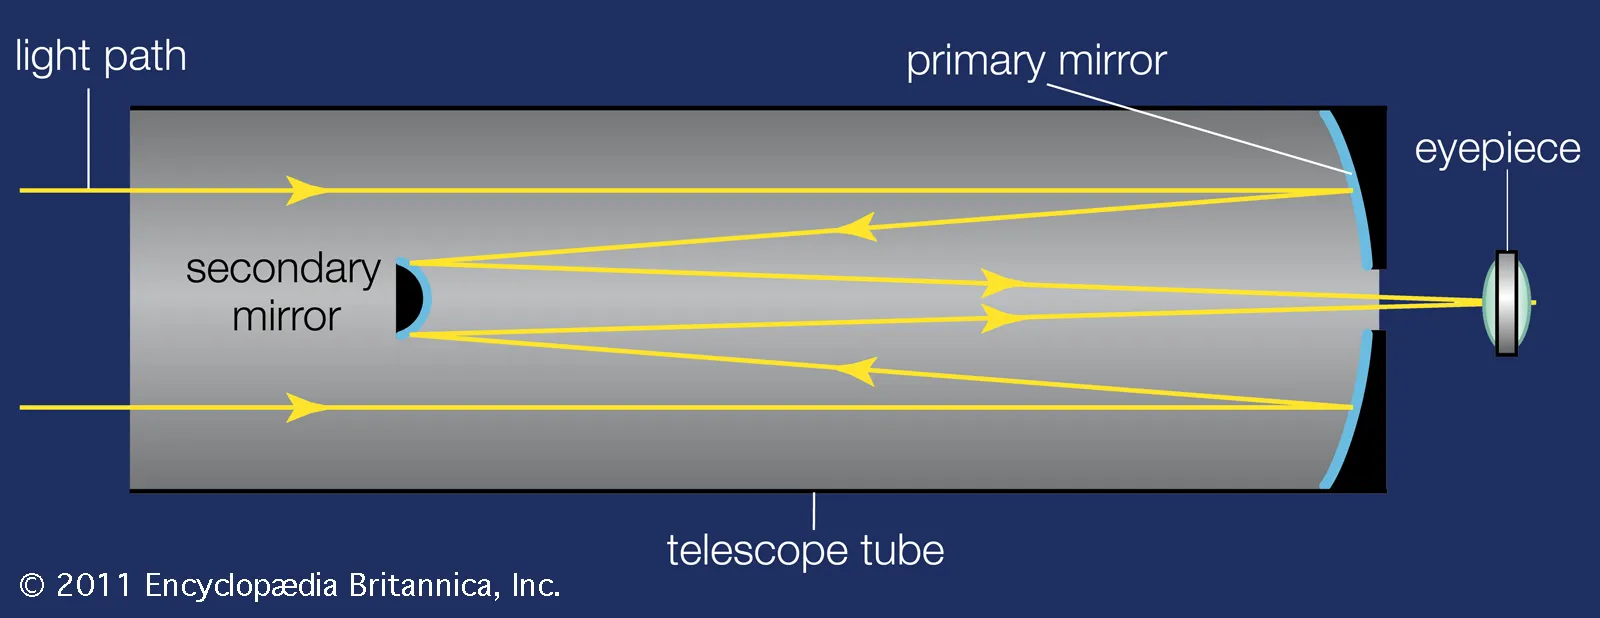 light path
primary mirror
eyepiece
secondary
mirror
telescope tube
© 2011 Encyclopædia Britannica, Inc.